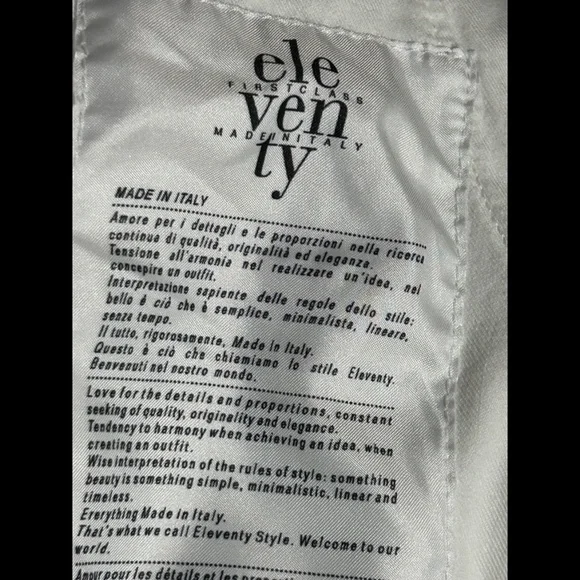 ele
FIRSTCLASS
ven
MADEINITALY
ty
MADE IN ITALY
Amore per i dettagli e le proporzioni nella ricerca
continua di qualità, originalità ed eleganza.
Tensione all'armonia nel realizzare un'idea, nel
concepire un outfit.
Interpretazione sapiente delle regole dello stile:
bello è ciò che è semplice, minimalista, lineare,
senza tempo.
Il tutto, rigorosamente, Made in Italy.
Questo è ciò che chiamiamo lo stile Eleventy.
Benvenuti nel nostro mondo.
Love for the details and proportions, constant
seeking of quality, originality and elegance.
Tendency to harmony when achieving an idea, when
creating an outfit.
Wise interpretation of the rules of style: something
beauty is something simple, minimalistic, linear and
timeless.
Ererything Made in Italy.
That's what we call Eleventy Style. Welcome to our
world.
Amour pour les détails et les